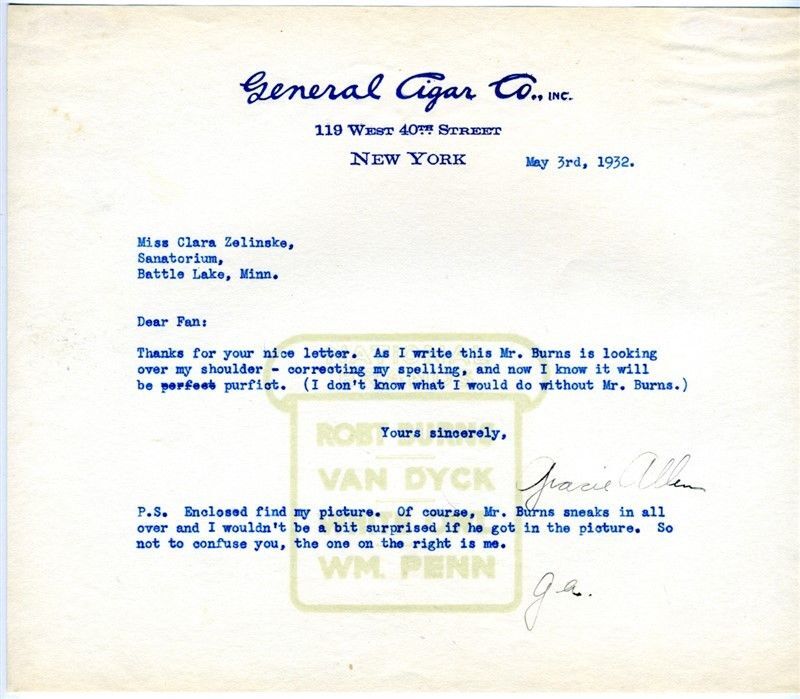 General Cigar Co., INC.
119 WEST 40TH STREET
NEW YORK
May 3rd, 1932.
Miss Clara Zelinske,
Sanatorium,
Battle Lake, Minn.
Dear Fan:
Thanks for your nice letter. As I write this Mr. Burns is looking
over my shoulder - correcting my spelling, and now I know it will
be perfect purfict. (I don't know what I would do without Mr. Burns.)
Yours sincerely,
ROBT BURNS
VAN DYCK
Gracie Allen
P.S. Enclosed find my picture. Of course, Mr. Burns sneaks in all
over and I wouldn't be a bit surprised if he got in the picture. So
not to confuse you, the one on the right is me.
WM. PENN
g a.